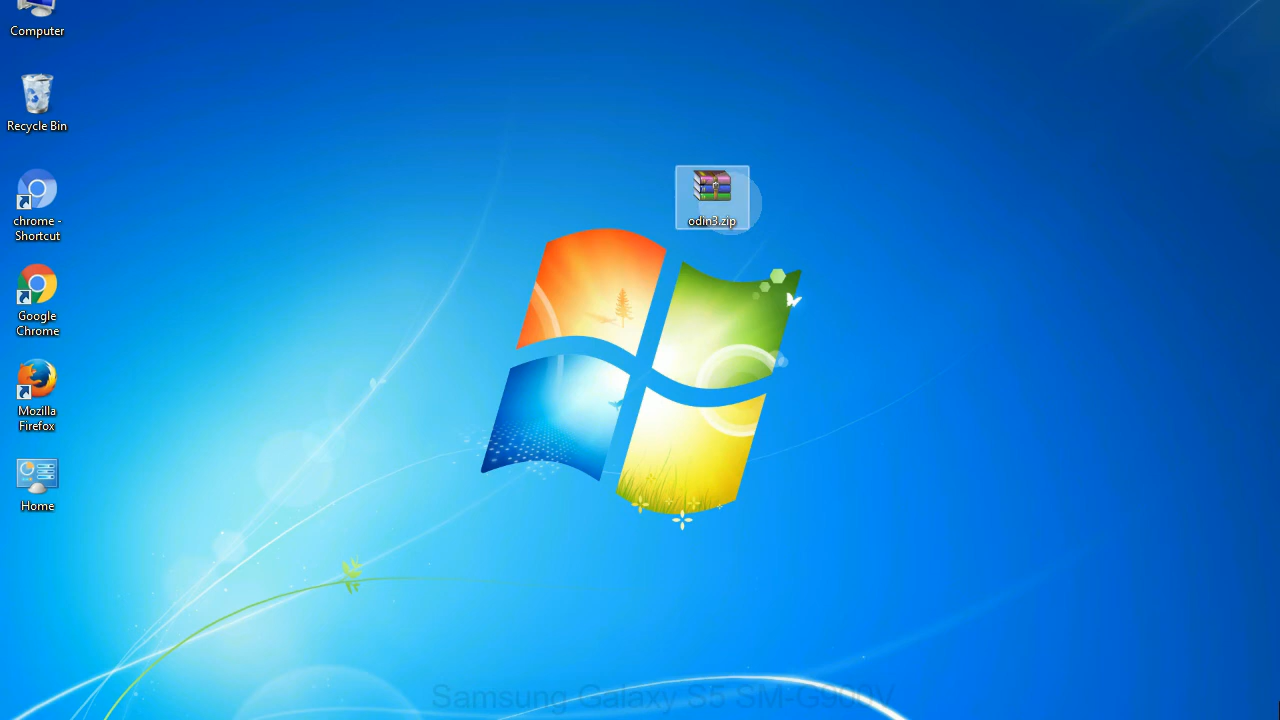 Computer
Recycle Bin
chrome -
Shortcut
Google
Chrome
Mozilla
Firefox
Home
odin3.zip
Samsung Galaxy S5 SM-G900V